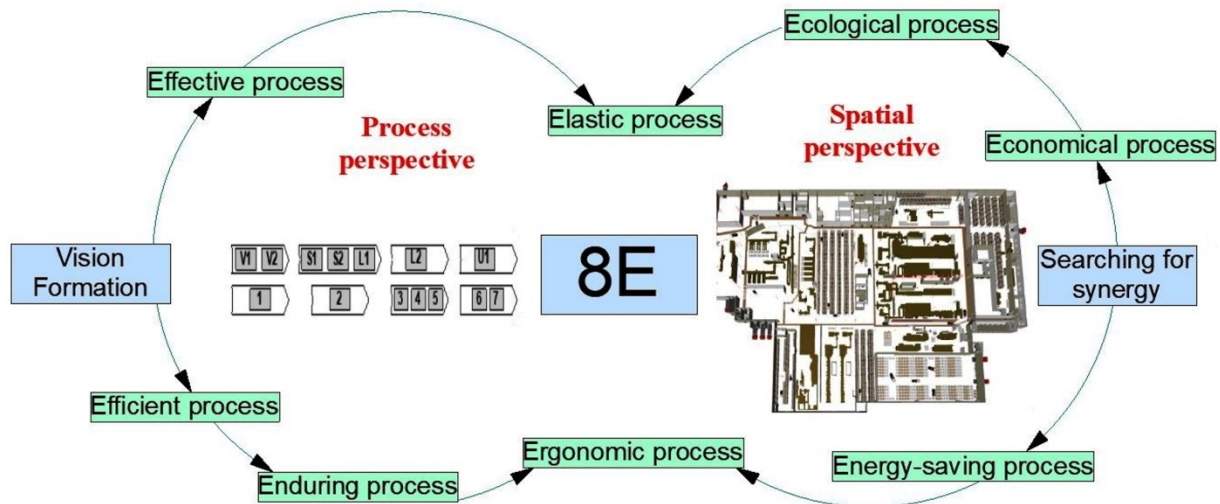 Ecological process
Effective process
Elastic process
Process
perspective
Spatial
perspective
Economical process
Vision
Formation
V1 V2 S1 S2 L1 L2 U1
1 2 3 4 5 6 7
8E
Searching for
synergy
Efficient process
Ergonomic process
Energy-saving process
Enduring process